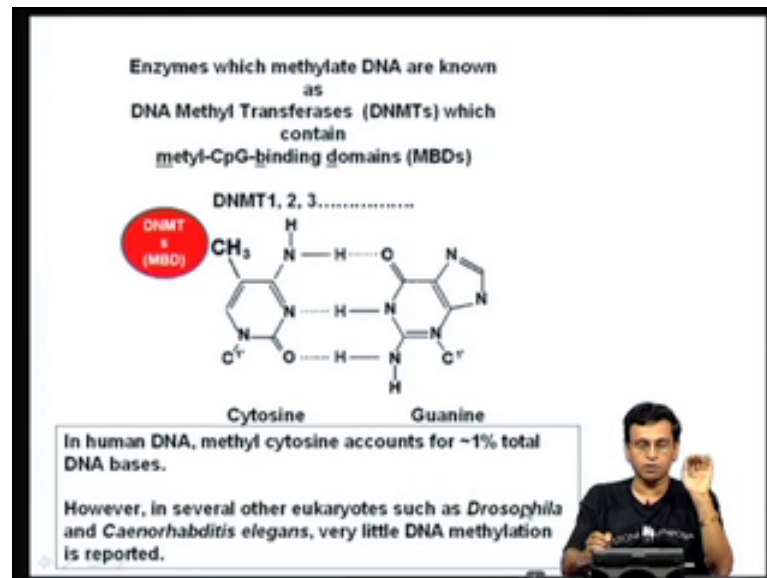 Enzymes which methylate DNA are known
as
DNA Methyl Transferases (DNMTs) which
contain
metyl-CpG-binding domains (MBDs)
DNMT1, 2, 3................
DNMT
s
(MBD)
H
CH3
N
H
O
N
N
H
N
N
N
N
C1'
O
H
N
C1'
H
Cytosine
Guanine
In human DNA, methyl cytosine accounts for ~1% total
DNA bases.
However, in several other eukaryotes such as Drosophila
and Caenorhabditis elegans, very little DNA methylation
is reported.